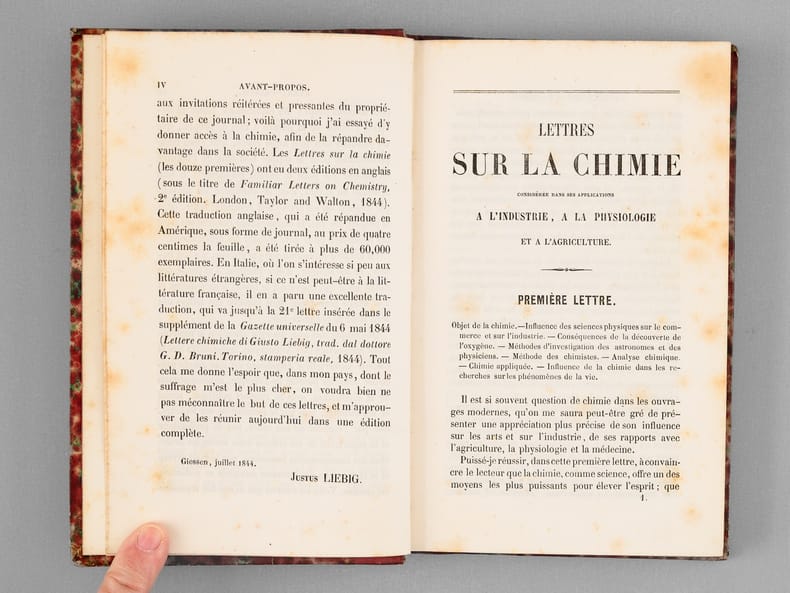 IV AVANT-PROPOS.
aux invitations réitérées et pressantes du proprié-
taire de ce journal; voilà pourquoi j'ai essayé d'y
donner accès à la chimie, afin de la répandre da-
vantage dans la société. Les Lettres sur la chimie
(les douze premières) ont eu deux éditions en anglais
(sous le titre de Familiar Letters on Chemistry,
2e édition. London, Taylor and Walton, 1844).
Cette traduction anglaise, qui a été répandue en
Amérique, sous forme de journal, au prix de quatre
centimes la feuille, a été tirée à plus de 60,000
exemplaires. En Italie, où l'on s'intéresse si peu aux
littératures étrangères, si ce n'est peut-être à la lit-
térature française, il en a paru une excellente tra-
duction, qui va jusqu'à la 21e lettre insérée dans le
supplément de la Gazette universelle du 6 mai 1844
(Lettere chimiche di Giusto Liebig, trad. dal dottore
G. D. Bruni. Torino, stamperia reale, 1844). Tout
cela me donne l'espoir que, dans mon pays, dont le
suffrage m'est le plus cher, on voudra bien ne
pas méconnaître le but de ces lettres, et m'approu-
ver de les réunir aujourd'hui dans une édition
complète.
Giessen, juillet 1844.
Justus LIEBIG.
LETTRES
SUR LA CHIMIE
CONSIDÉRÉE DANS SES APPLICATIONS
A L'INDUSTRIE, A LA PHYSIOLOGIE
ET A L'AGRICULTURE.
PREMIÈRE LETTRE.
Objet de la chimie.—Influence des sciences physiques sur le com-
merce et sur l'industrie. — Conséquences de la découverte de
l'oxygène. — Méthodes d'investigation des astronomes et des
physiciens. — Méthode des chimistes. — Analyse chimique.
— Chimie appliquée. — Influence de la chimie dans les re-
cherches sur les phénomènes de la vie.
Il est si souvent question de chimie dans les ouvra-
ges modernes, qu'on me saura peut-être gré de pré-
senter une appréciation plus précise de son influence
sur les arts et sur l'industrie, de ses rapports avec
l'agriculture, la physiologie et la médecine.
Puissé-je réussir, dans cette première lettre, à convain-
cre le lecteur que la chimie, comme science, offre un des
moyens les plus puissants pour élever l'esprit; que
1.